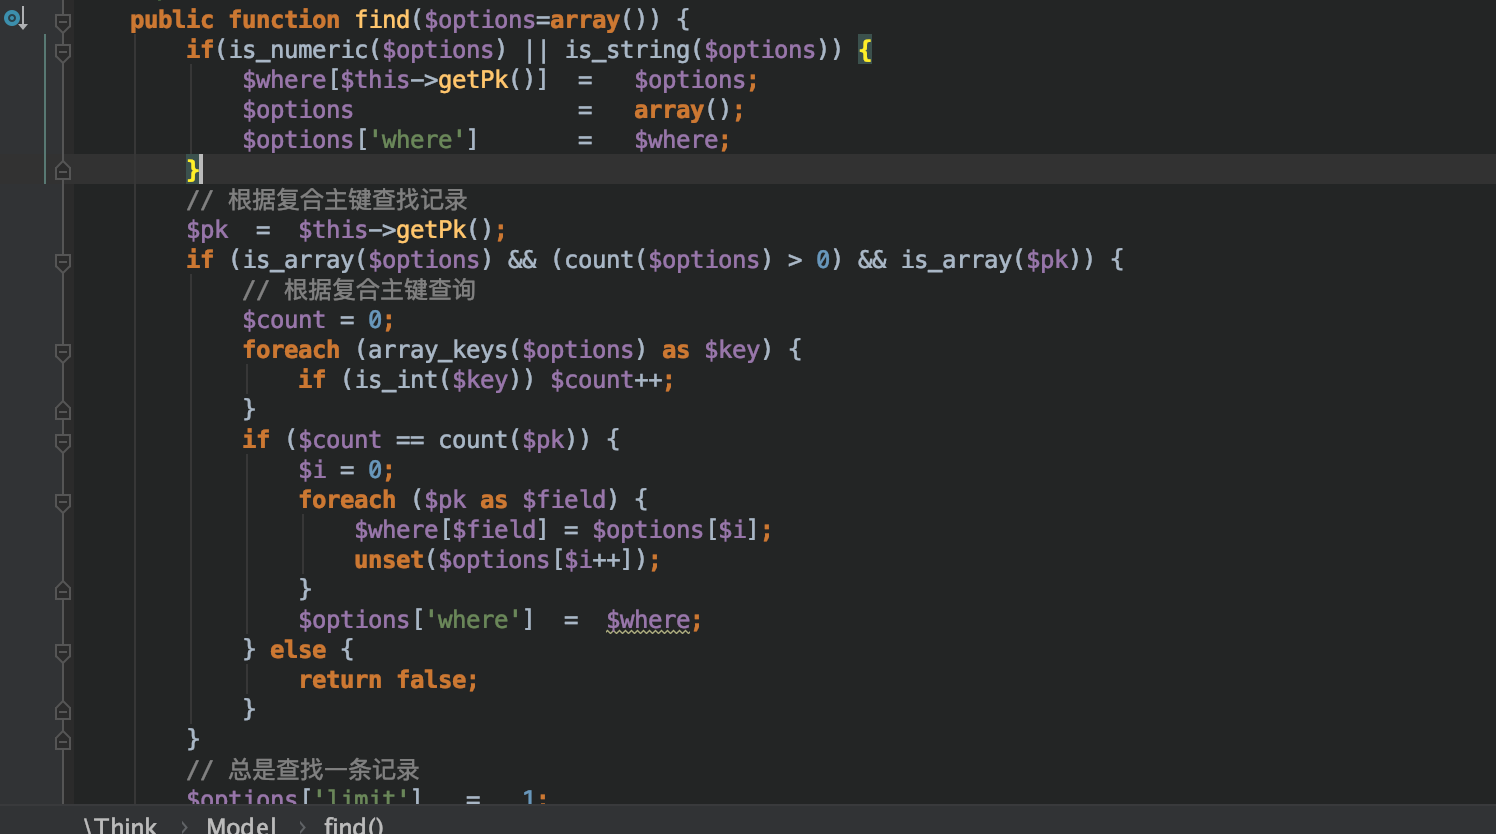 public function find($options=array()) {
if(is_numeric($options) || is_string($options)) {
$where[$this->getPk()] = $options;
$options = array();
$options['where'] = $where;
}
// 根据复合主键查找记录
$pk = $this->getPk();
if (is_array($options) && (count($options) > 0) && is_array($pk)) {
// 根据复合主键查询
$count = 0;
foreach (array_keys($options) as $key) {
if (is_int($key)) $count++;
}
if ($count == count($pk)) {
$i = 0;
foreach ($pk as $field) {
$where[$field] = $options[$i];
unset($options[$i++]);
}
$options['where'] = $where;
} else {
return false;
}
}
// 总是查找一条记录
$options['limit'] = 1;
\Think › Model › find()